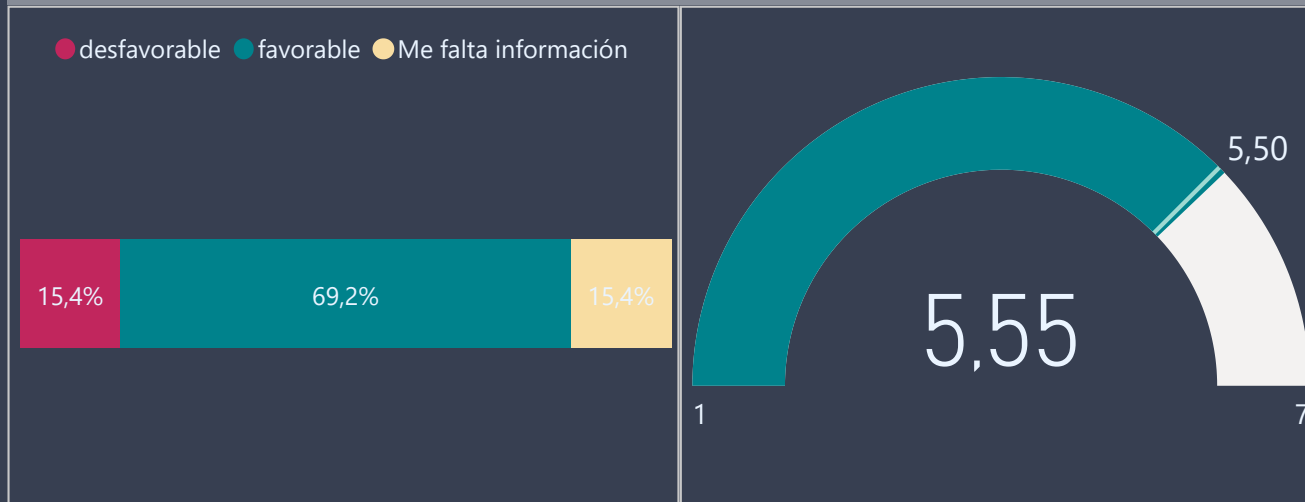 desfavorable favorable Me falta información
15,4% 69,2% 15,4%
5,50
5,55
1 7